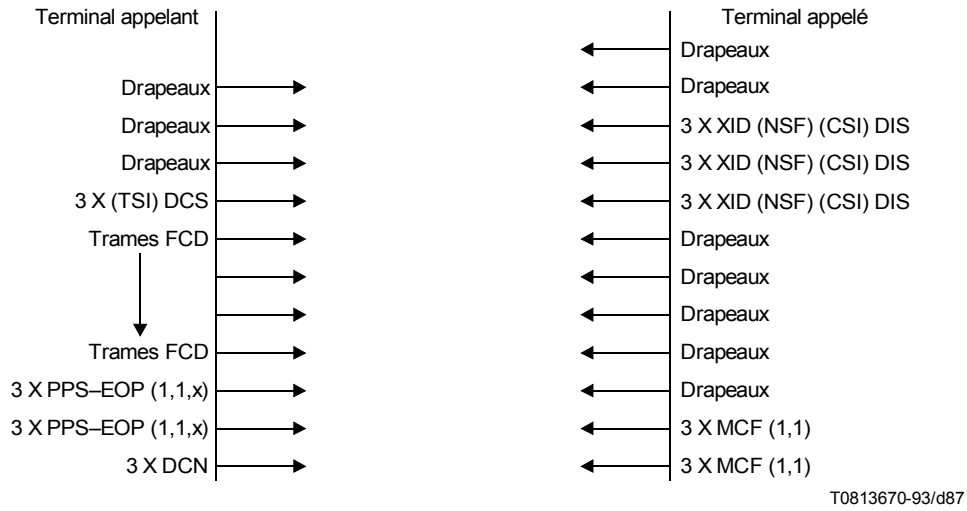 Terminal appelant
Terminal appelé
Drapeaux
Drapeaux
Drapeaux
Drapeaux
3 X XID (NSF) (CSI) DIS
Drapeaux
3 X XID (NSF) (CSI) DIS
3 X (TSI) DCS
3 X XID (NSF) (CSI) DIS
Trames FCD
Drapeaux
Drapeaux
Drapeaux
Trames FCD
Drapeaux
3 X PPS–EOP (1,1,x)
Drapeaux
3 X PPS–EOP (1,1,x)
3 X MCF (1,1)
3 X DCN
3 X MCF (1,1)
T0813670-93/d87